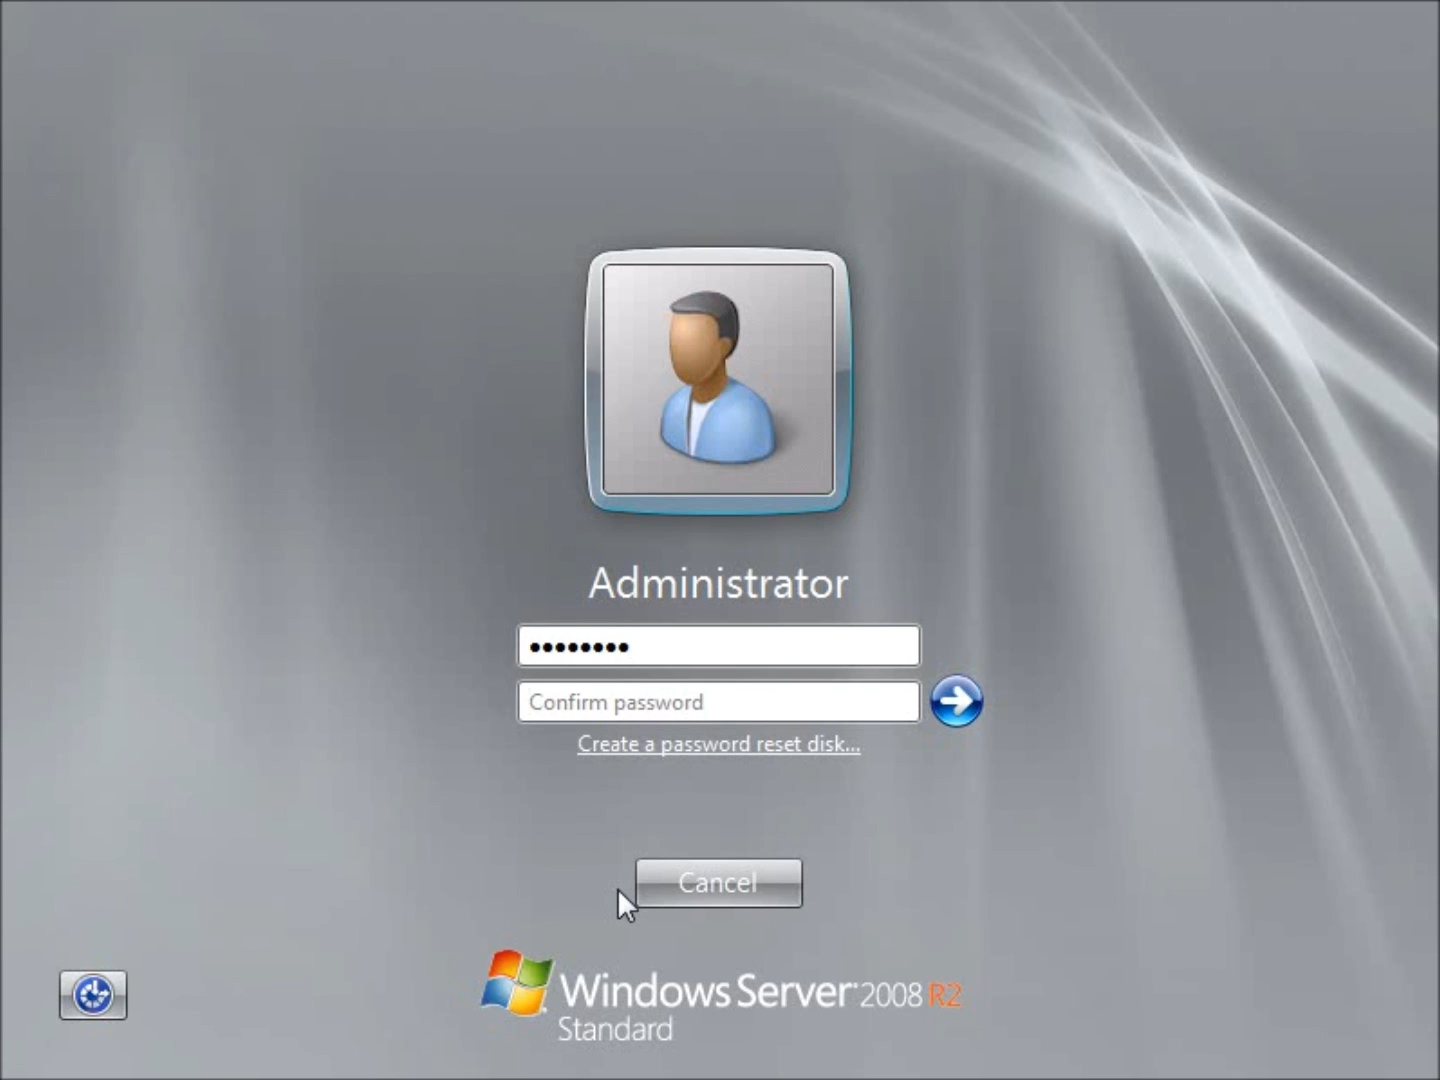 Administrator
••••••••
Confirm password
Create a password reset disk...
Cancel
Windows Server 2008 R2
Standard